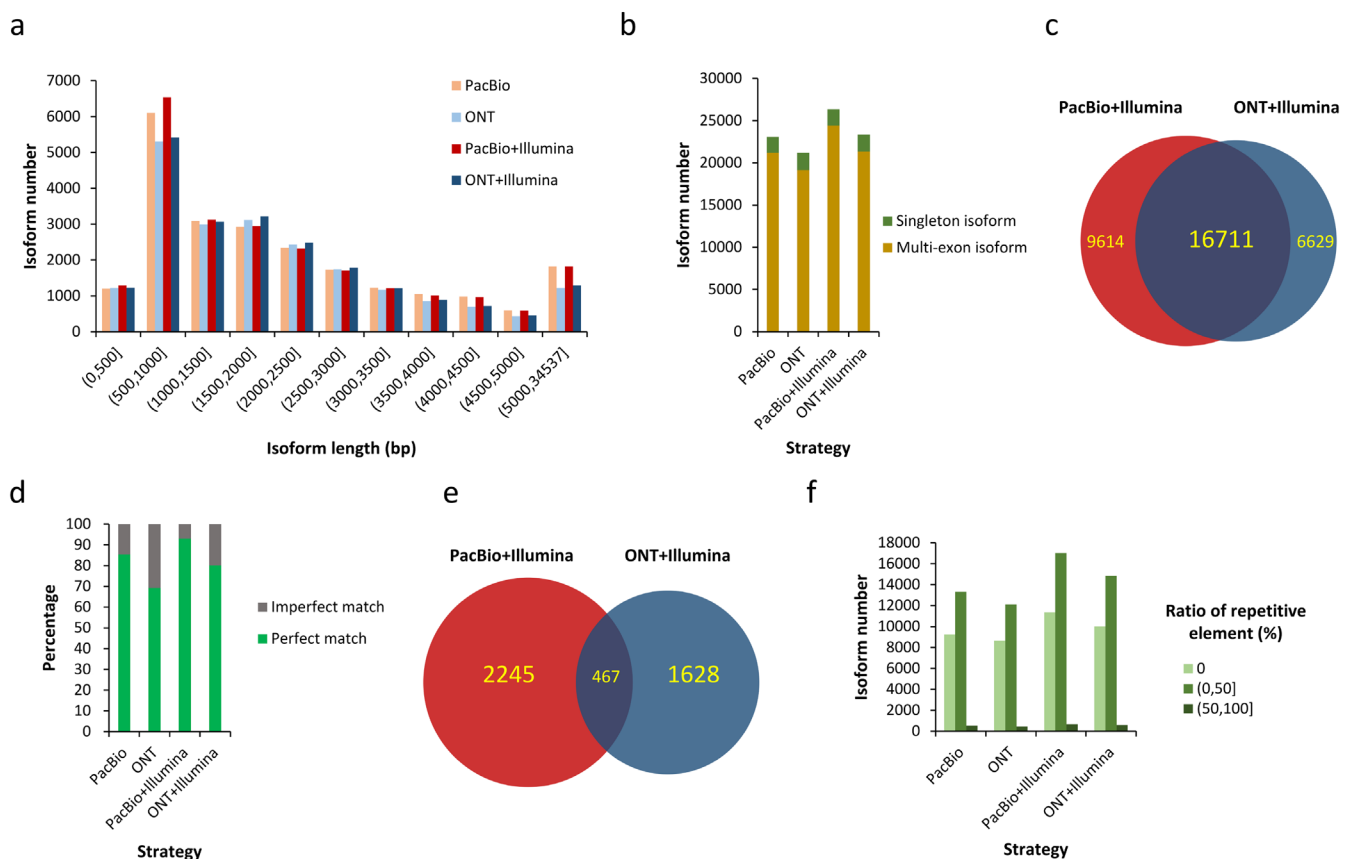 a
7000
6000
5000
4000
3000
2000
1000
0
Isoform number
PacBio
ONT
PacBio+Illumina
ONT+Illumina
(0,500]
(500,1000]
(1000,1500]
(1500,2000]
(2000,2500]
(2500,3000]
(3000,3500]
(3500,4000]
(4000,4500]
(4500,5000]
(5000,34537]
Isoform length (bp)
b
30000
25000
20000
15000
10000
5000
0
Isoform number
Singleton isoform
Multi-exon isoform
PacBio
ONT
PacBio+Illumina
ONT+Illumina
Strategy
c
PacBio+Illumina
ONT+Illumina
9614
16711
6629
d
100
90
80
70
60
50
40
30
20
10
0
Percentage
Imperfect match
Perfect match
PacBio
ONT
PacBio+Illumina
ONT+Illumina
Strategy
e
PacBio+Illumina
ONT+Illumina
2245
467
1628
f
18000
16000
14000
12000
10000
8000
6000
4000
2000
0
Isoform number
Ratio of repetitive
element (%)
0
(0,50]
(50,100]
PacBio
ONT
PacBio+Illumina
ONT+Illumina
Strategy